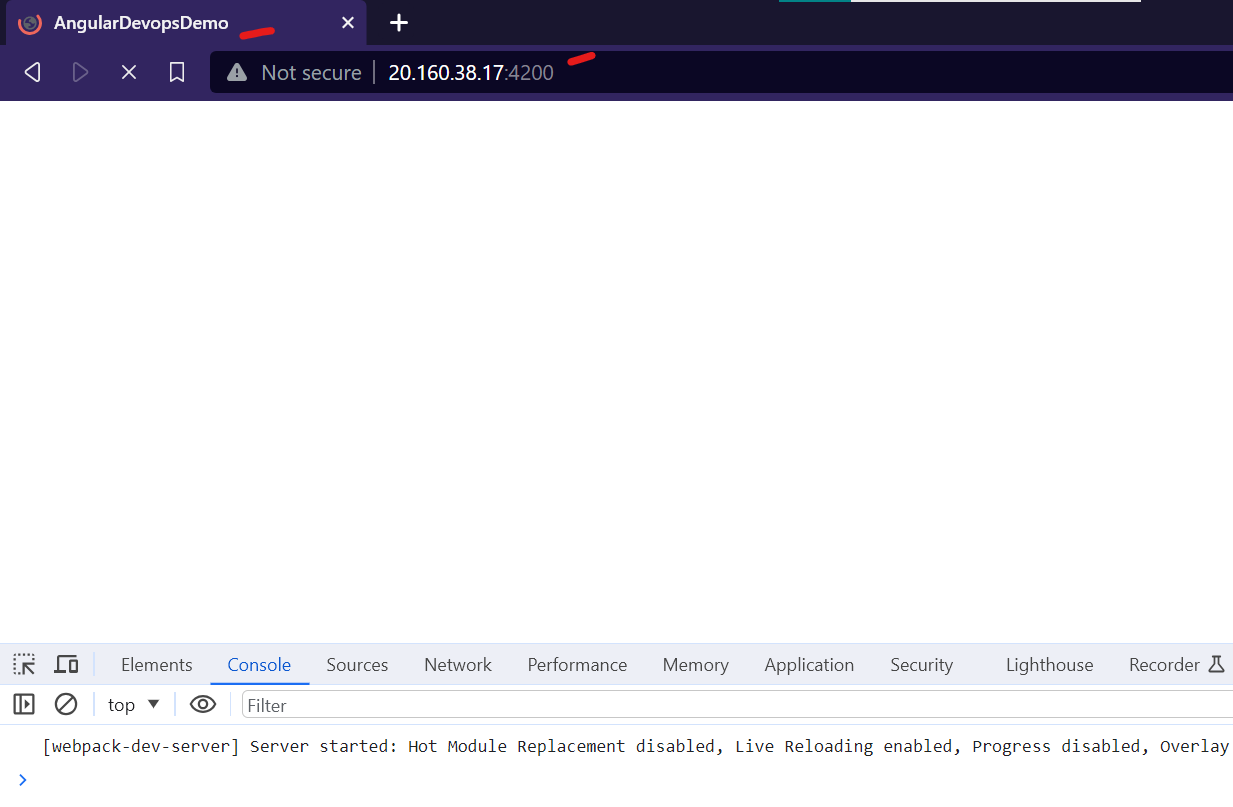 AngularDevopsDemo
Not secure 20.160.38.17:4200
Elements Console Sources Network Performance Memory Application Security Lighthouse Recorder
top Filter
[webpack-dev-server] Server started: Hot Module Replacement disabled, Live Reloading enabled, Progress disabled, Overlay